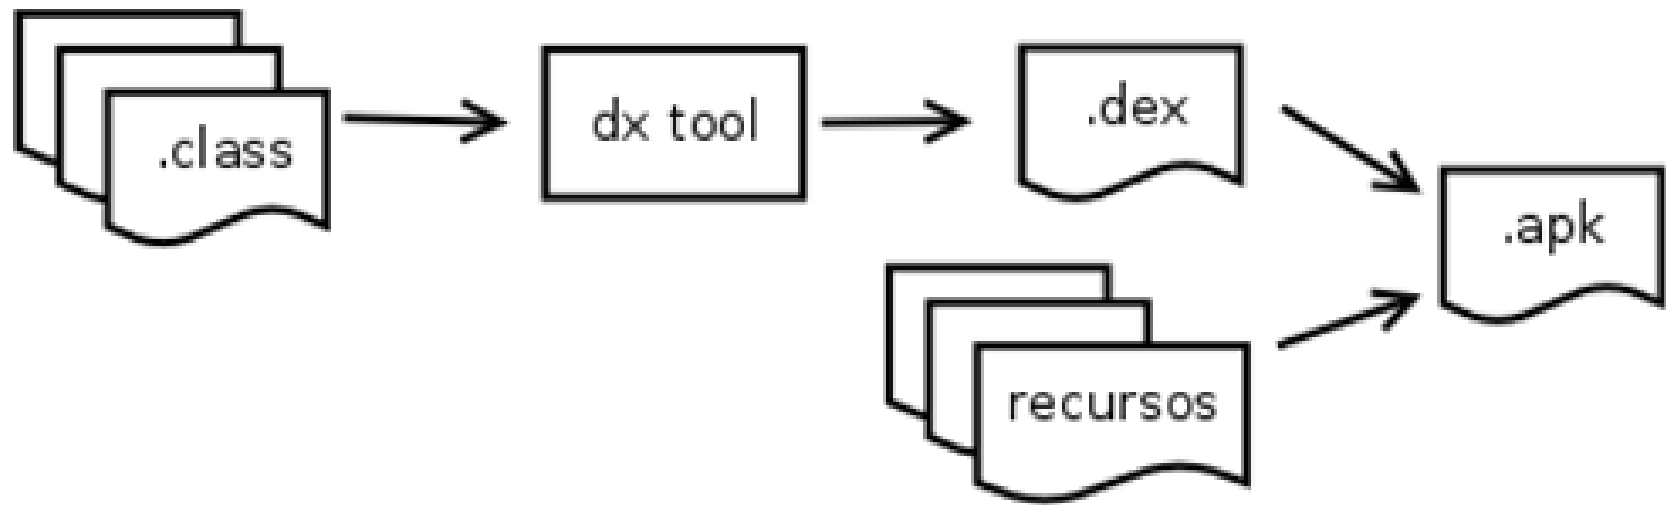 .class
dx tool
.dex
.apk
recursos